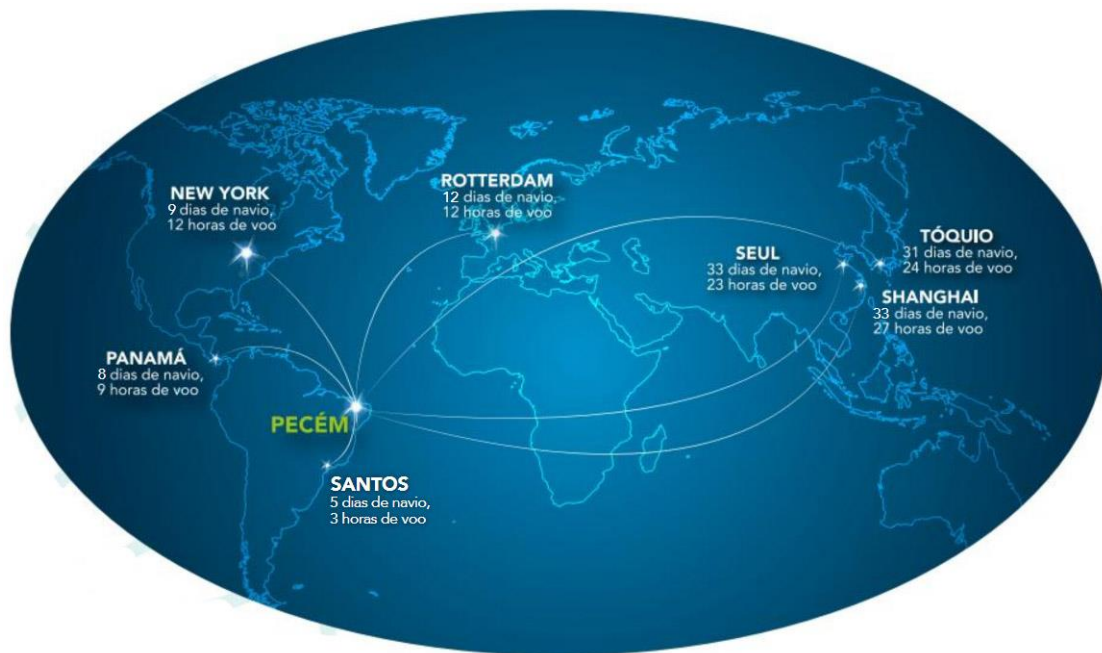 NEW YORK
9 dias de navio,
12 horas de voo
ROTTERDAM
12 dias de navio,
12 horas de voo
SEUL
33 dias de navio,
23 horas de voo
TÓQUIO
31 dias de navio,
24 horas de voo
SHANGHAI
33 dias de navio,
27 horas de voo
PANAMÁ
8 dias de navio,
9 horas de voo
PECÉM
SANTOS
5 dias de navio,
3 horas de voo